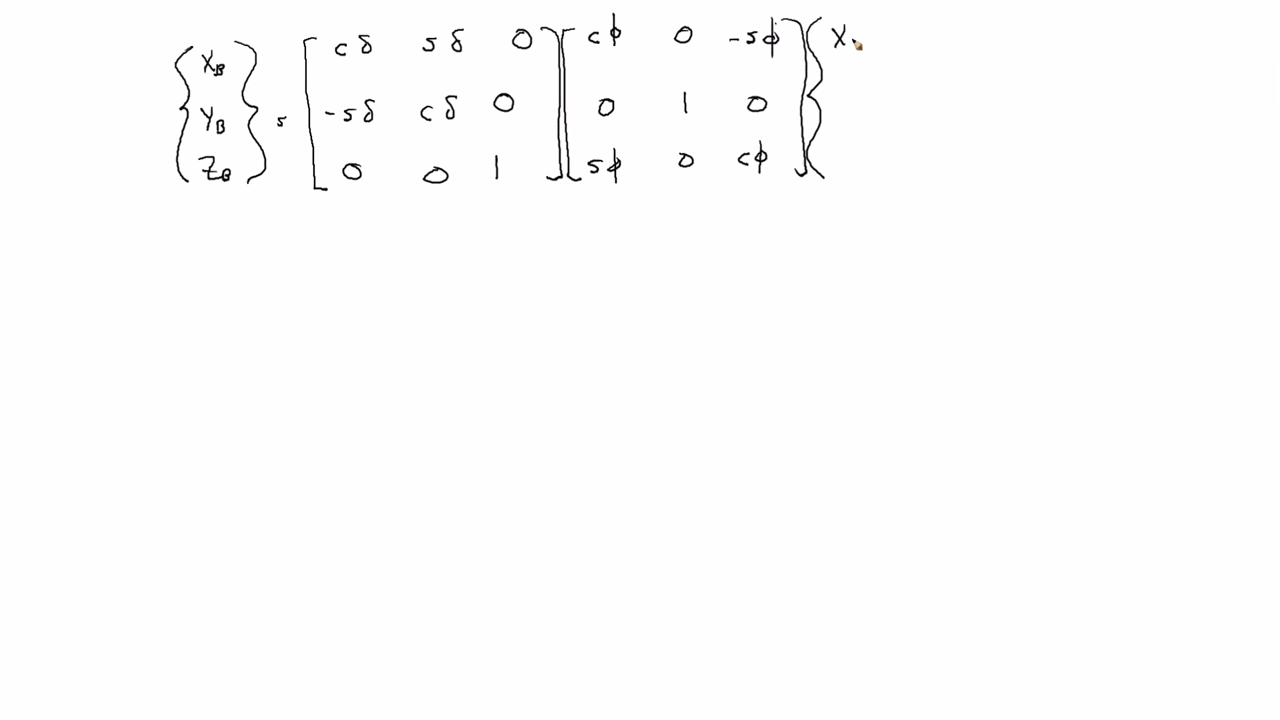 { X_B } = [ cδ sδ 0 ] [ cϕ 0 -sϕ ] { X
{ Y_B } = [ -sδ cδ 0 ] [ 0 1 0 ] {
{ Z_B } = [ 0 0 1 ] [ sϕ 0 cϕ ] {